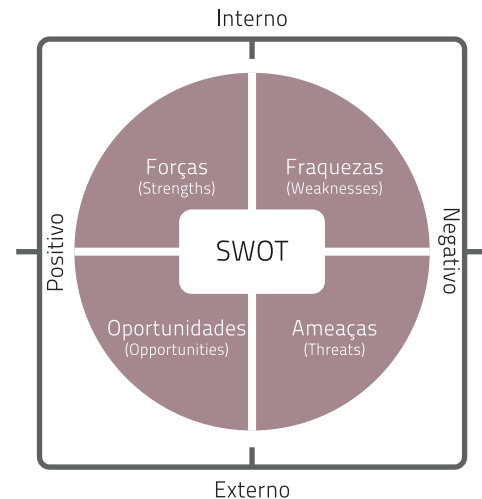 Interno
Forças
(Strengths)
Fraquezas
(Weaknesses)
Positivo
SWOT
Negativo
Oportunidades
(Opportunities)
Ameaças
(Threats)
Externo